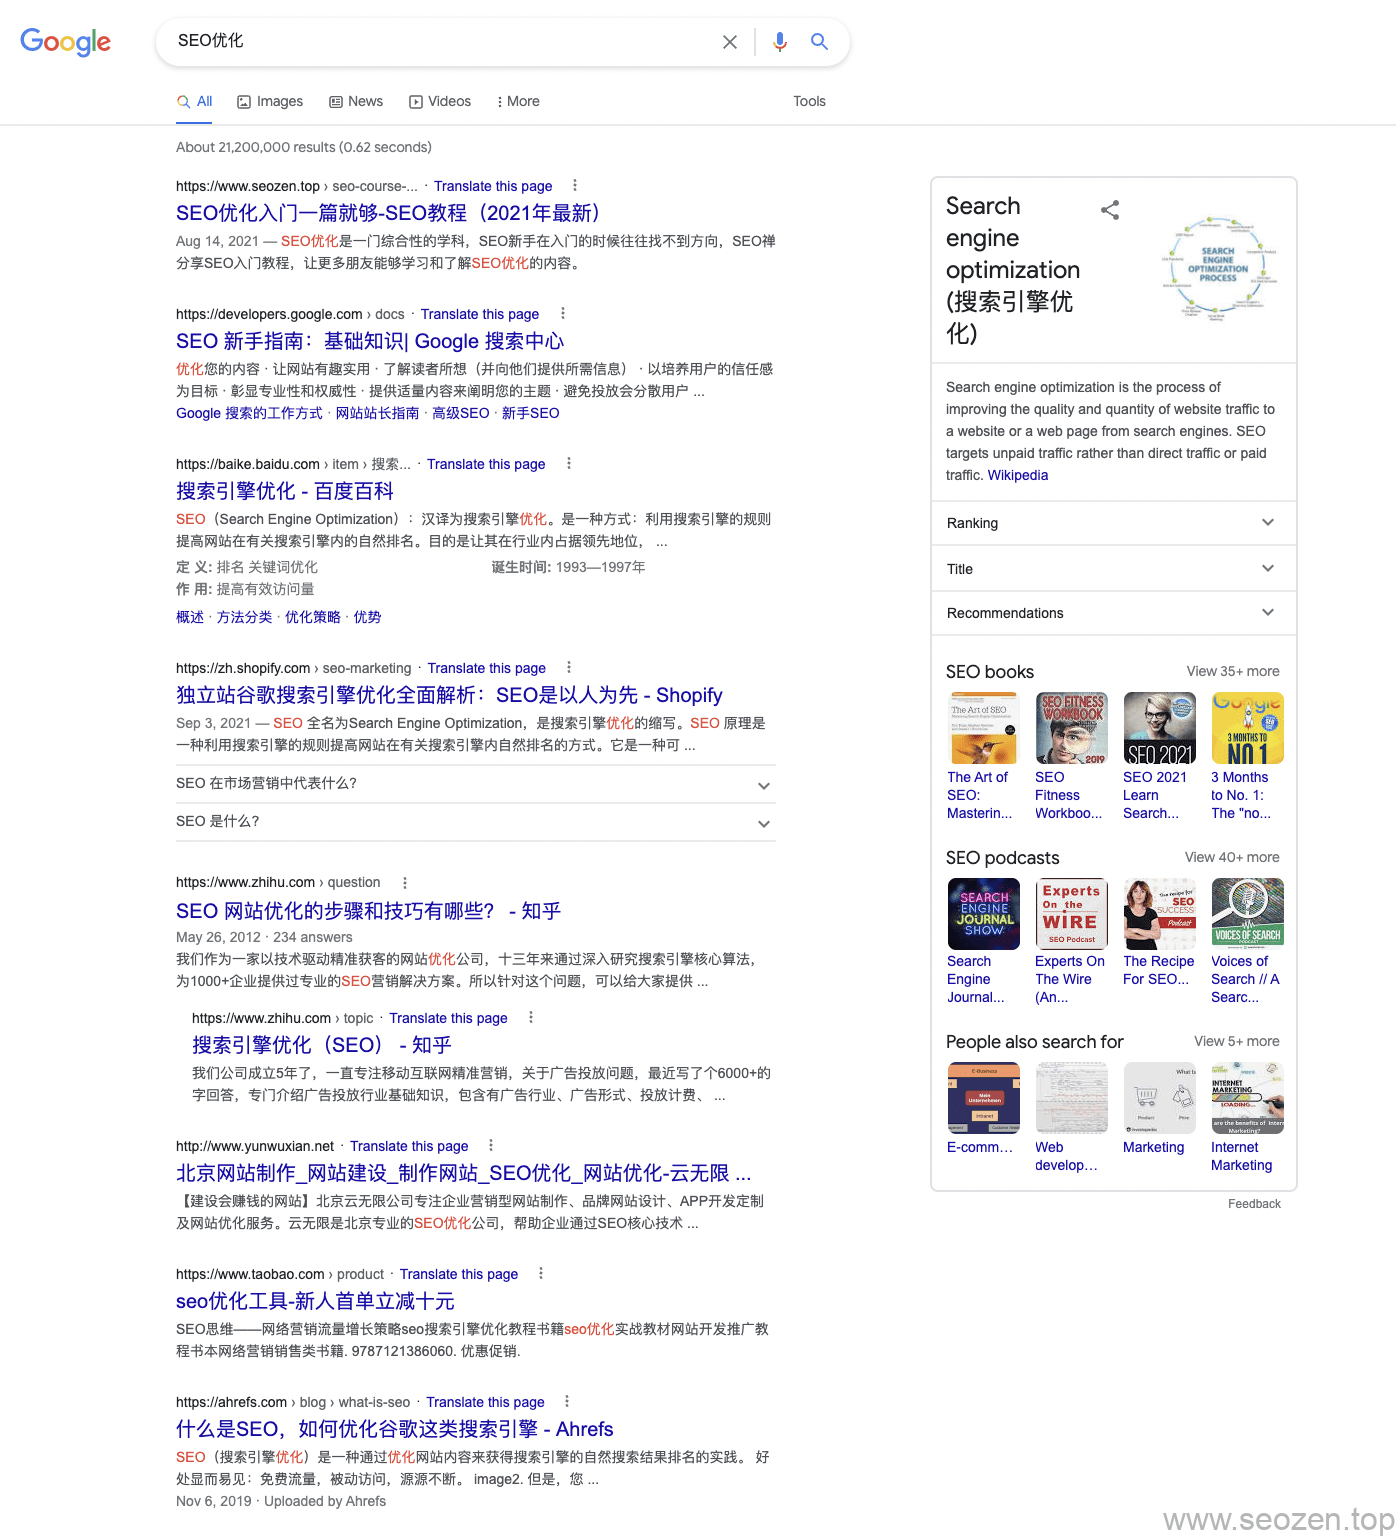 Google
SEO优化
All
Images
News
Videos
More
Tools
About 21,200,000 results (0.62 seconds)
https://www.seozen.top › seo-course-... · Translate this page
SEO优化入门一篇就够-SEO教程（2021年最新）
Aug 14, 2021 — SEO优化是一门综合性的学科，SEO新手在入门的时候往往找不到方向，SEO禅
分享SEO入门教程，让更多朋友能够学习和了解SEO优化的内容。
https://developers.google.com › docs · Translate this page
SEO 新手指南：基础知识| Google 搜索中心
优化您的内容 · 让网站有趣实用 · 了解读者所想（并向他们提供所需信息） · 以培养用户的信任感
为目标 · 彰显专业性和权威性 · 提供适量内容来阐明您的主题 · 避免投放会分散用户 ...
Google 搜索的工作方式 · 网站站长指南 · 高级SEO · 新手SEO
https://baike.baidu.com › item › 搜索... · Translate this page
搜索引擎优化 - 百度百科
SEO（Search Engine Optimization）：汉译为搜索引擎优化。是一种方式：利用搜索引擎的规则
提高网站在有关搜索引擎内的自然排名。目的是让其在行业内占据领先地位， ...
定 义: 排名 关键词优化
诞生时间: 1993—1997年
作 用: 提高有效访问量
概述 · 方法分类 · 优化策略 · 优势
https://zh.shopify.com › seo-marketing · Translate this page
独立站谷歌搜索引擎优化全面解析：SEO是以人为先 - Shopify
Sep 3, 2021 — SEO 全名为Search Engine Optimization，是搜索引擎优化的缩写。SEO 原理是
一种利用搜索引擎的规则提高网站在有关搜索引擎内自然排名的方式。它是一种可 ...
SEO 在市场营销中代表什么?
SEO 是什么?
https://www.zhihu.com › question
SEO 网站优化的步骤和技巧有哪些？ - 知乎
May 26, 2012 · 234 answers
我们作为一家以技术驱动精准获客的网站优化公司，十三年来通过深入研究搜索引擎核心算法，
为1000+企业提供过专业的SEO营销解决方案。所以针对这个问题，可以给大家提供 ...
https://www.zhihu.com › topic · Translate this page
搜索引擎优化（SEO） - 知乎
我们公司成立5年了，一直专注移动互联网精准营销，关于广告投放问题，最近写了个6000+的
字回答，专门介绍广告投放行业基础知识，包含有广告行业、广告形式、投放计费、 ...
http://www.yunwuxian.net · Translate this page
北京网站制作_网站建设_制作网站_SEO优化_网站优化-云无限 ...
【建设会赚钱的网站】北京云无限公司专注企业营销型网站制作、品牌网站设计、APP开发定制
及网站优化服务。云无限是北京专业的SEO优化公司，帮助企业通过SEO核心技术 ...
https://www.taobao.com › product · Translate this page
seo优化工具-新人首单立减十元
SEO思维——网络营销流量增长策略seo搜索引擎优化教程书籍seo优化实战教材网站开发推广教
程书本网络营销销售类书籍. 9787121386060. 优惠促销.
https://ahrefs.com › blog › what-is-seo · Translate this page
什么是SEO，如何优化谷歌这类搜索引擎 - Ahrefs
SEO（搜索引擎优化）是一种通过优化网站内容来获得搜索引擎的自然搜索结果排名的实践。 好
处显而易见：免费流量，被动访问，源源不断。 image2. 但是，您 ...
Nov 6, 2019 · Uploaded by Ahrefs
Search
engine
optimization
(搜索引擎优
化)
SEARCH
ENGINE
OPTIMIZATION
PROCESS
Search engine optimization is the process of
improving the quality and quantity of website traffic to
a website or a web page from search engines. SEO
targets unpaid traffic rather than direct traffic or paid
traffic. Wikipedia
Ranking
Title
Recommendations
SEO books
View 35+ more
The Art of SEO
SEO FITNESS
WORKBOOK
2019
SEO 2021
Google
3 MONTHS
TO
NO.1
The Art of
SEO:
Masterin...
SEO
Fitness
Workboo...
SEO 2021
Learn
Search...
3 Months
to No. 1:
The "no...
SEO podcasts
View 40+ more
SEARCH
ENGINE
JOURNAL
SHOW
Experts
On the
WIRE
SEO Podcast
The recipe for
SEO
SUCCESS
Podcast
VOICES OF SEARCH
PODCAST
Search
Engine
Journal...
Experts On
The Wire
(An...
The Recipe
For SEO...
Voices of
Search // A
Searc...
People also search for
View 5+ more
E-Business
Mein
Unternehmen
Intranet
What is
Product
Price
Investopedia
INTERNET
MARKETING
LOADING...
are the benefits of Intern
Marketing?
E-comm...
Web
develop...
Marketing
Internet
Marketing
Feedback
www.seozen.top